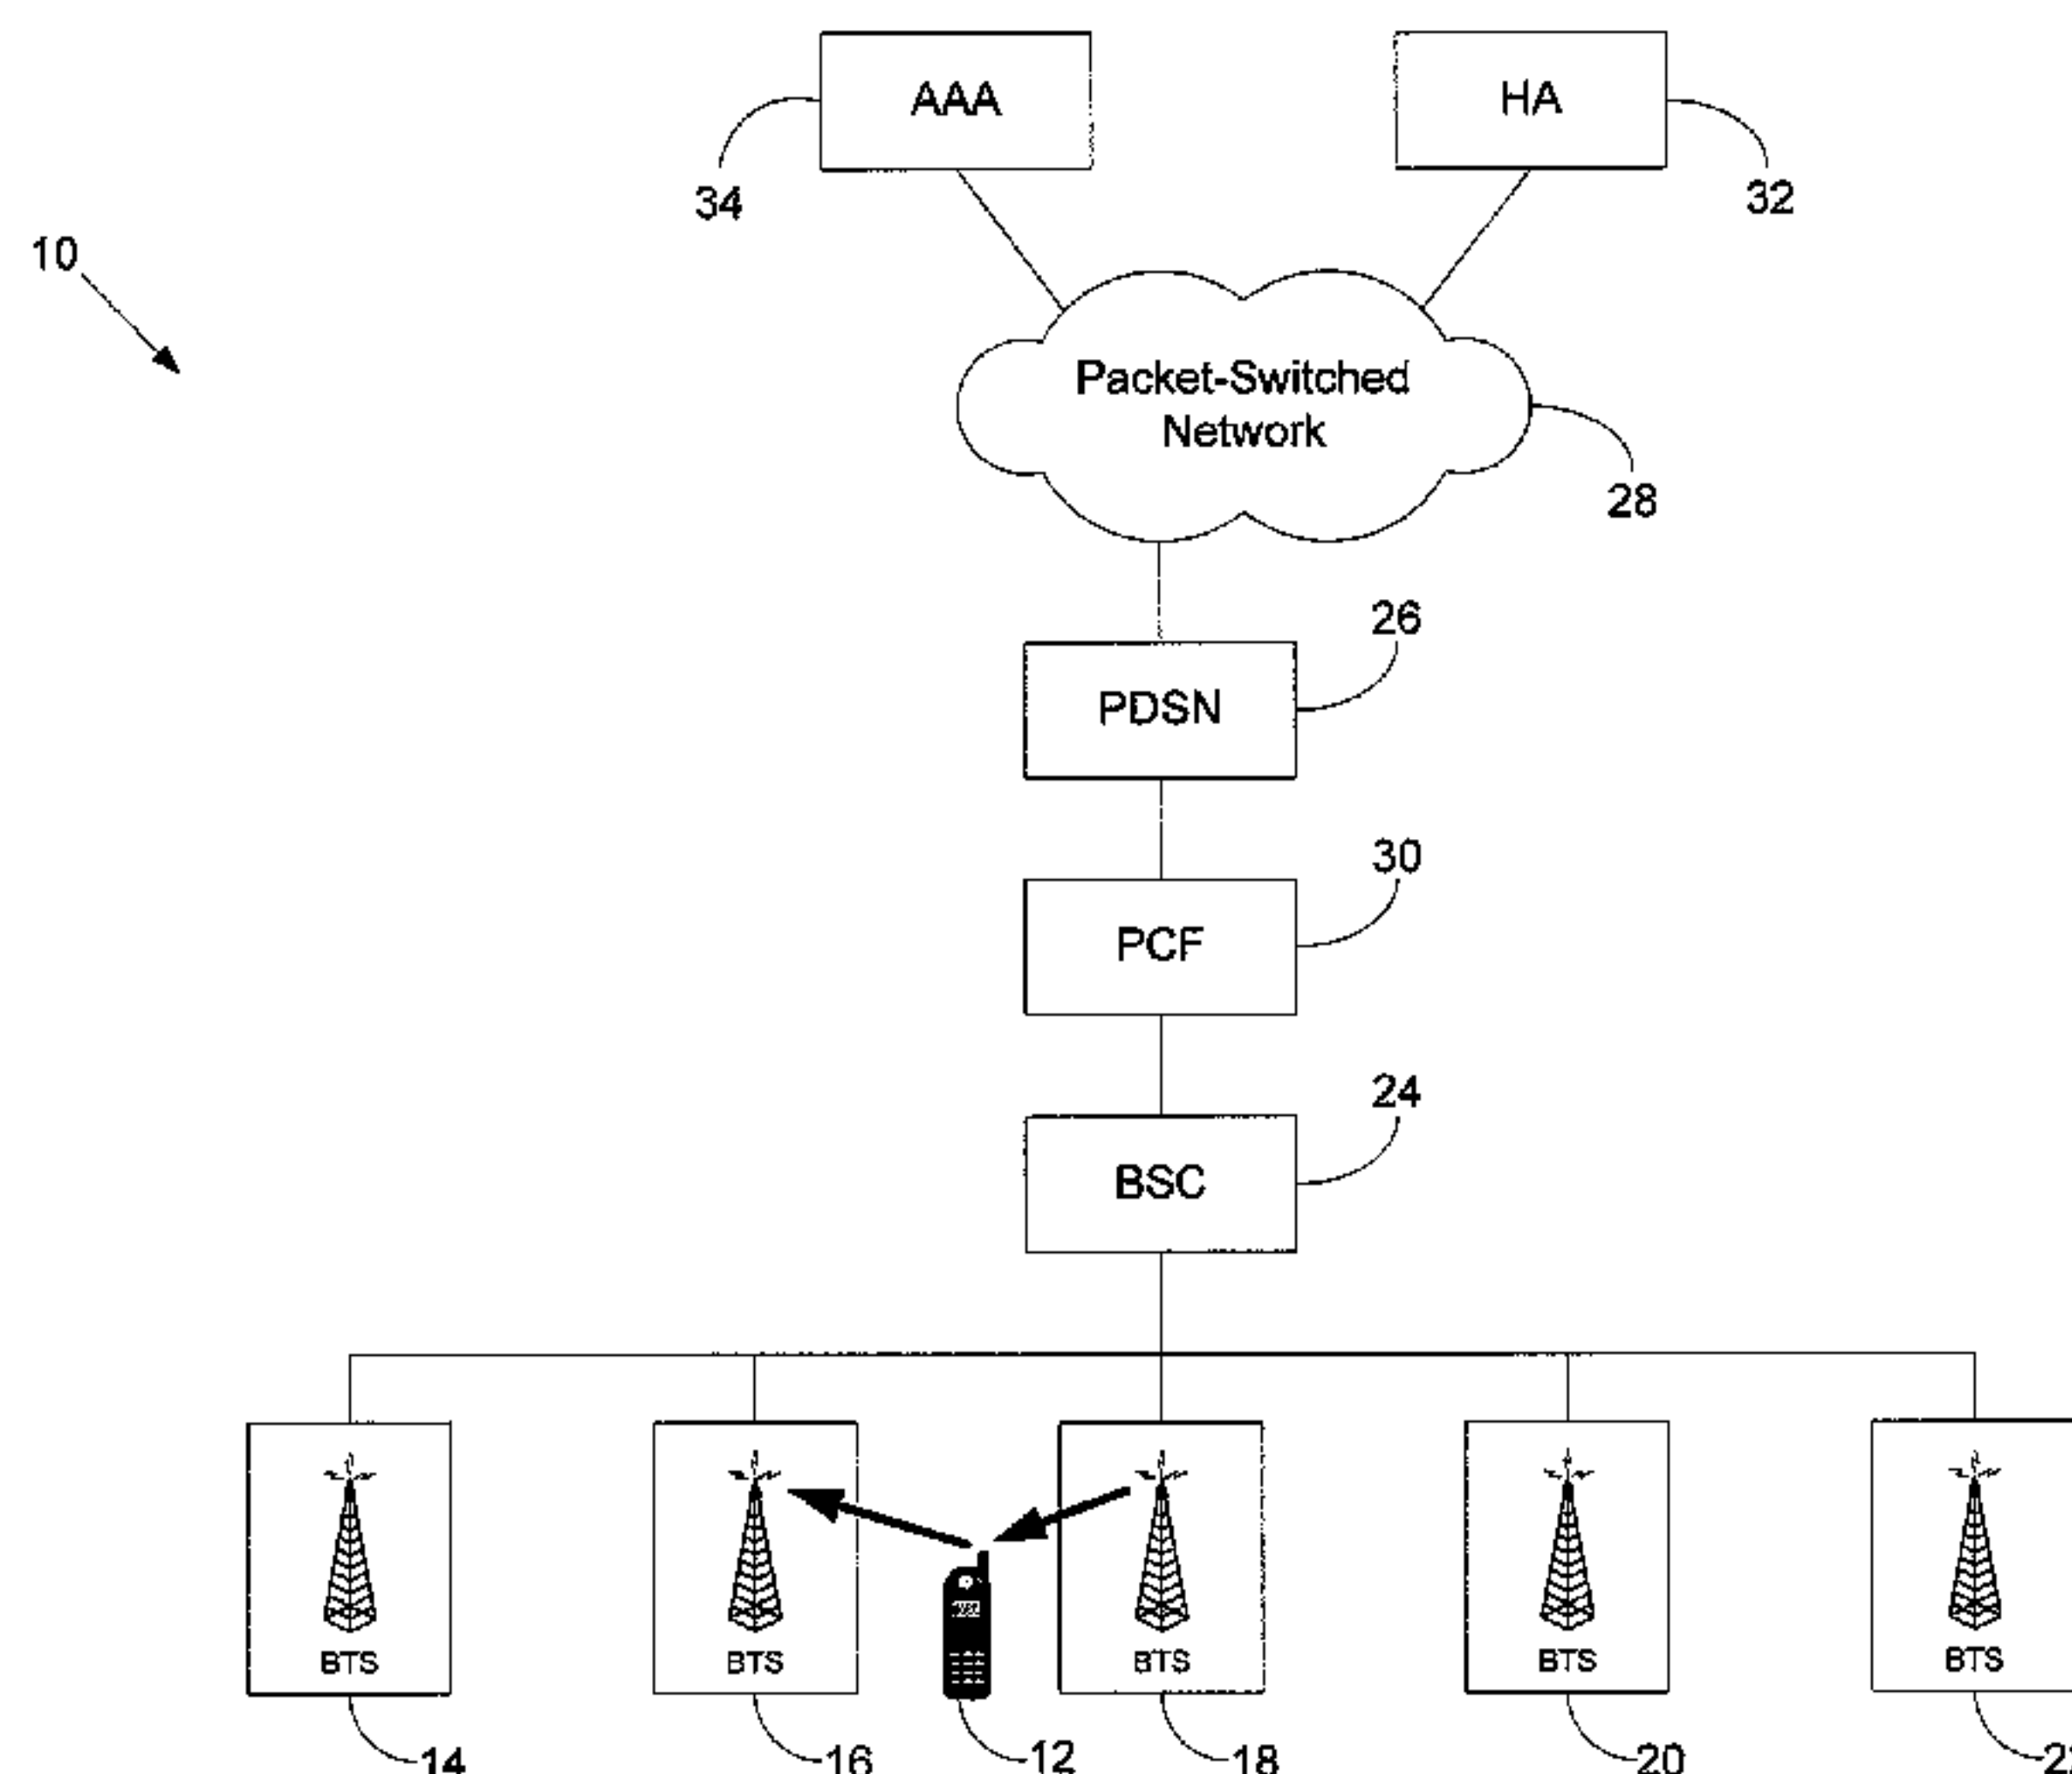 AAA
HA
34
32
10
Packet-Switched
Network
28
26
PDSN
30
PCF
24
BSC
BTS
BTS
BTS
BTS
BTS
14
16
12
18
20